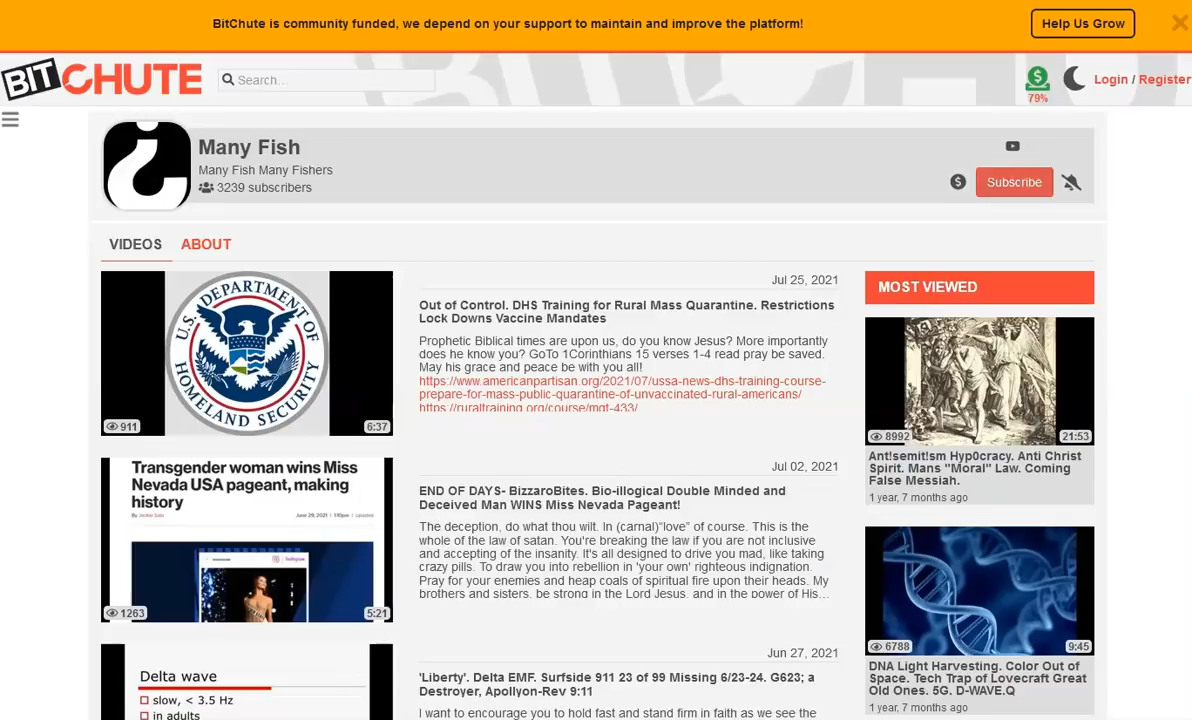 BitChute is community funded, we depend on your support to maintain and improve the platform!
Help Us Grow
BITCHUTE
Search...
79%
Login / Register
Many Fish
Many Fish Many Fishers
3239 subscribers
Subscribe
VIDEOS
ABOUT
U.S. DEPARTMENT OF HOMELAND SECURITY
911
6:37
Jul 25, 2021
Out of Control. DHS Training for Rural Mass Quarantine. Restrictions
Lock Downs Vaccine Mandates
Prophetic Biblical times are upon us, do you know Jesus? More importantly
does he know you? GoTo 1Corinthians 15 verses 1-4 read pray be saved.
May his grace and peace be with you all!
https://www.americanpartisan.org/2021/07/ussa-news-dhs-training-course-
prepare-for-mass-public-quarantine-of-unvaccinated-rural-americans/
https://ruraltraining.org/course/mgt-433/
Transgender woman wins Miss
Nevada USA pageant, making
history
June 29, 2021 | 1:10pm | Updated
1263
5:21
Jul 02, 2021
END OF DAYS- BizzaroBites. Bio-illogical Double Minded and
Deceived Man WINS Miss Nevada Pageant!
The deception, do what thou wilt. In (carnal)“love” of course. This is the
whole of the law of satan. You're breaking the law if you are not inclusive
and accepting of the insanity. It's all designed to drive you mad, like taking
crazy pills. To draw you into rebellion in 'your own' righteous indignation.
Pray for your enemies and heap coals of spiritual fire upon their heads. My
brothers and sisters, be strong in the Lord Jesus, and in the power of His...
Delta wave
slow, < 3.5 Hz
in adults
Jun 27, 2021
'Liberty'. Delta EMF. Surfside 911 23 of 99 Missing 6/23-24. G623; a
Destroyer, Apollyon-Rev 9:11
I want to encourage you to hold fast and stand firm in faith as we see the
MOST VIEWED
8992
21:53
Ant!semit!sm Hyp0cracy. Anti Christ
Spirit. Mans "Moral" Law. Coming
False Messiah.
1 year, 7 months ago
6788
9:45
DNA Light Harvesting. Color Out of
Space. Tech Trap of Lovecraft Great
Old Ones. 5G. D-WAVE.Q
1 year, 7 months ago